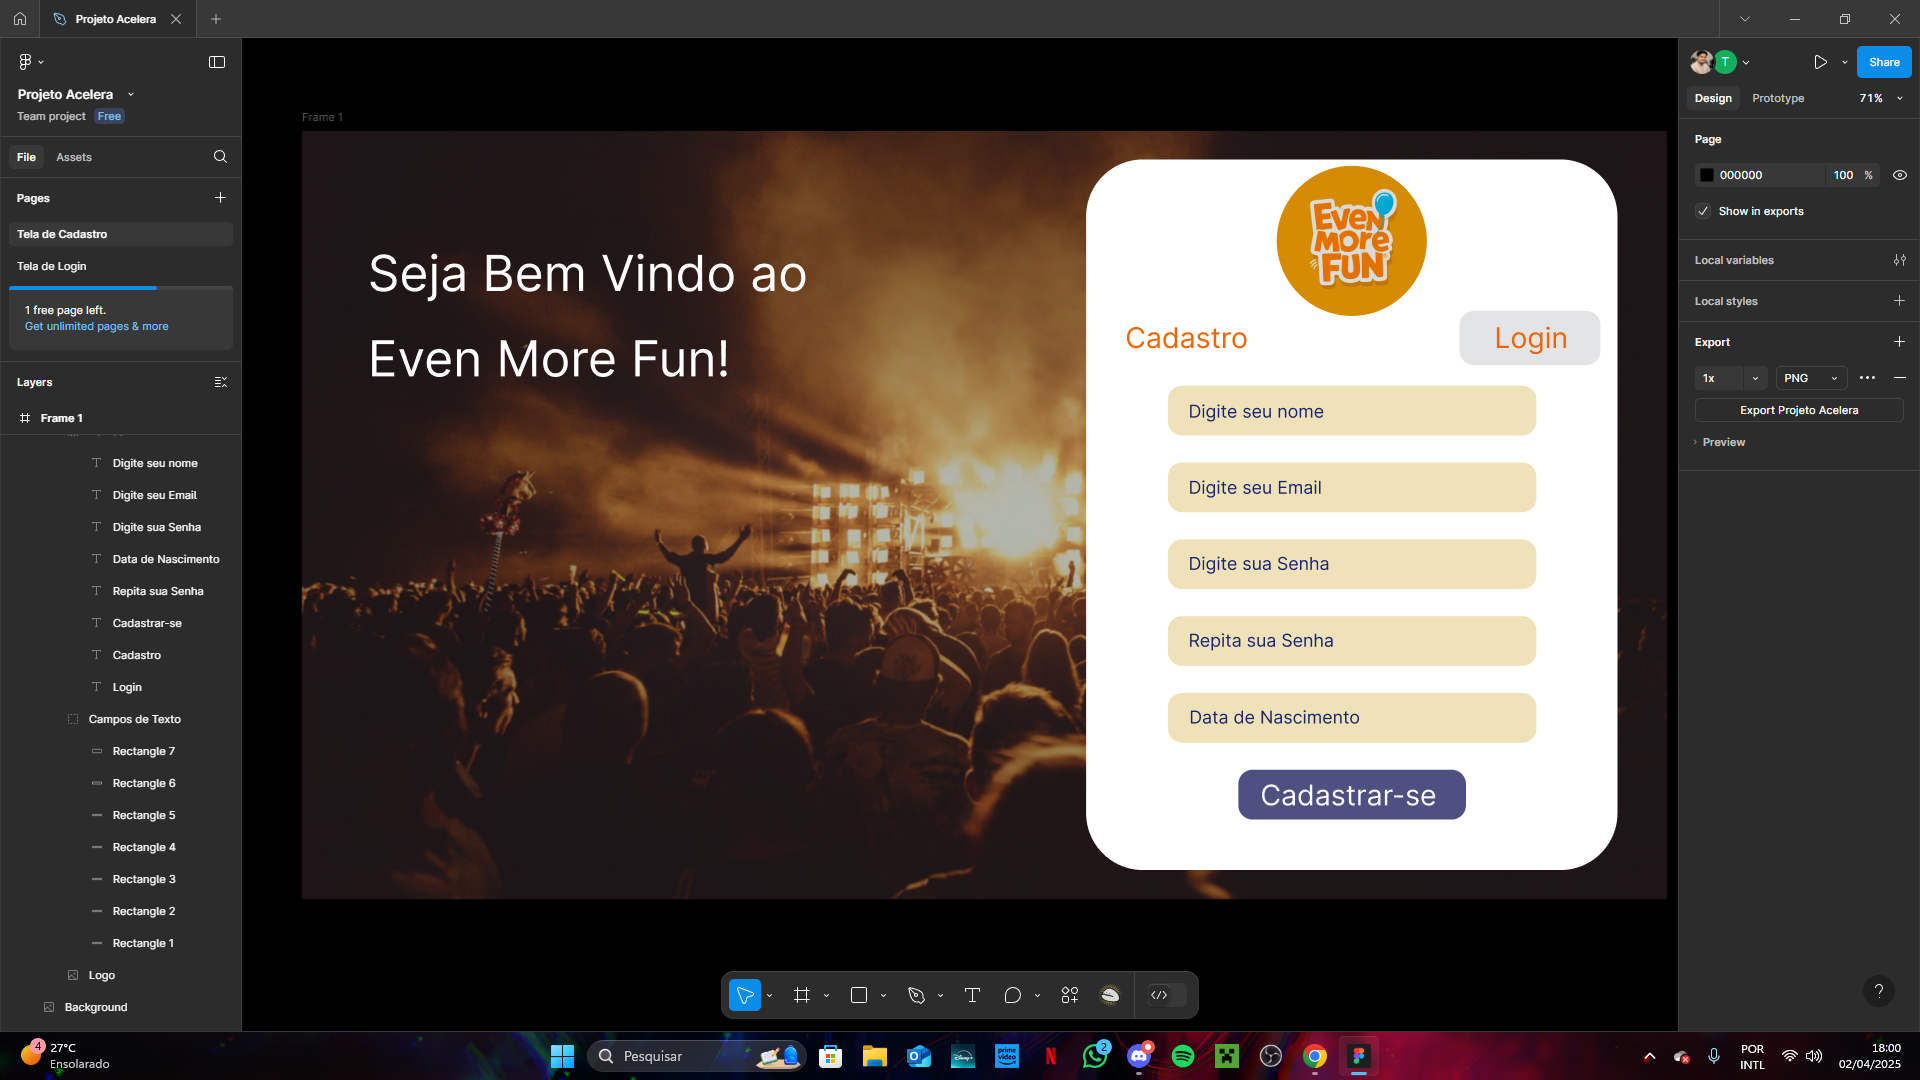 Projeto Acelera
Projeto Acelera
Team project Free
File Assets
Pages
Tela de Cadastro
Tela de Login
1 free page left.
Get unlimited pages & more
Layers
Frame 1
Digite seu nome
Digite seu Email
Digite sua Senha
Data de Nascimento
Repita sua Senha
Cadastrar-se
Cadastro
Login
Campos de Texto
Rectangle 7
Rectangle 6
Rectangle 5
Rectangle 4
Rectangle 3
Rectangle 2
Rectangle 1
Logo
Background
Frame 1
Seja Bem Vindo ao
Even More Fun!
Even
More
Fun
Cadastro
Login
Digite seu nome
Digite seu Email
Digite sua Senha
Repita sua Senha
Data de Nascimento
Cadastrar-se
T
Share
Design Prototype 71%
Page
000000 100 %
Show in exports
Local variables
Local styles
Export
1x PNG
Export Projeto Acelera
Preview
?
4
27°C
Ensolarado
Pesquisar
Disney+
prime video
N
2
POR
INTL
18:00
02/04/2025